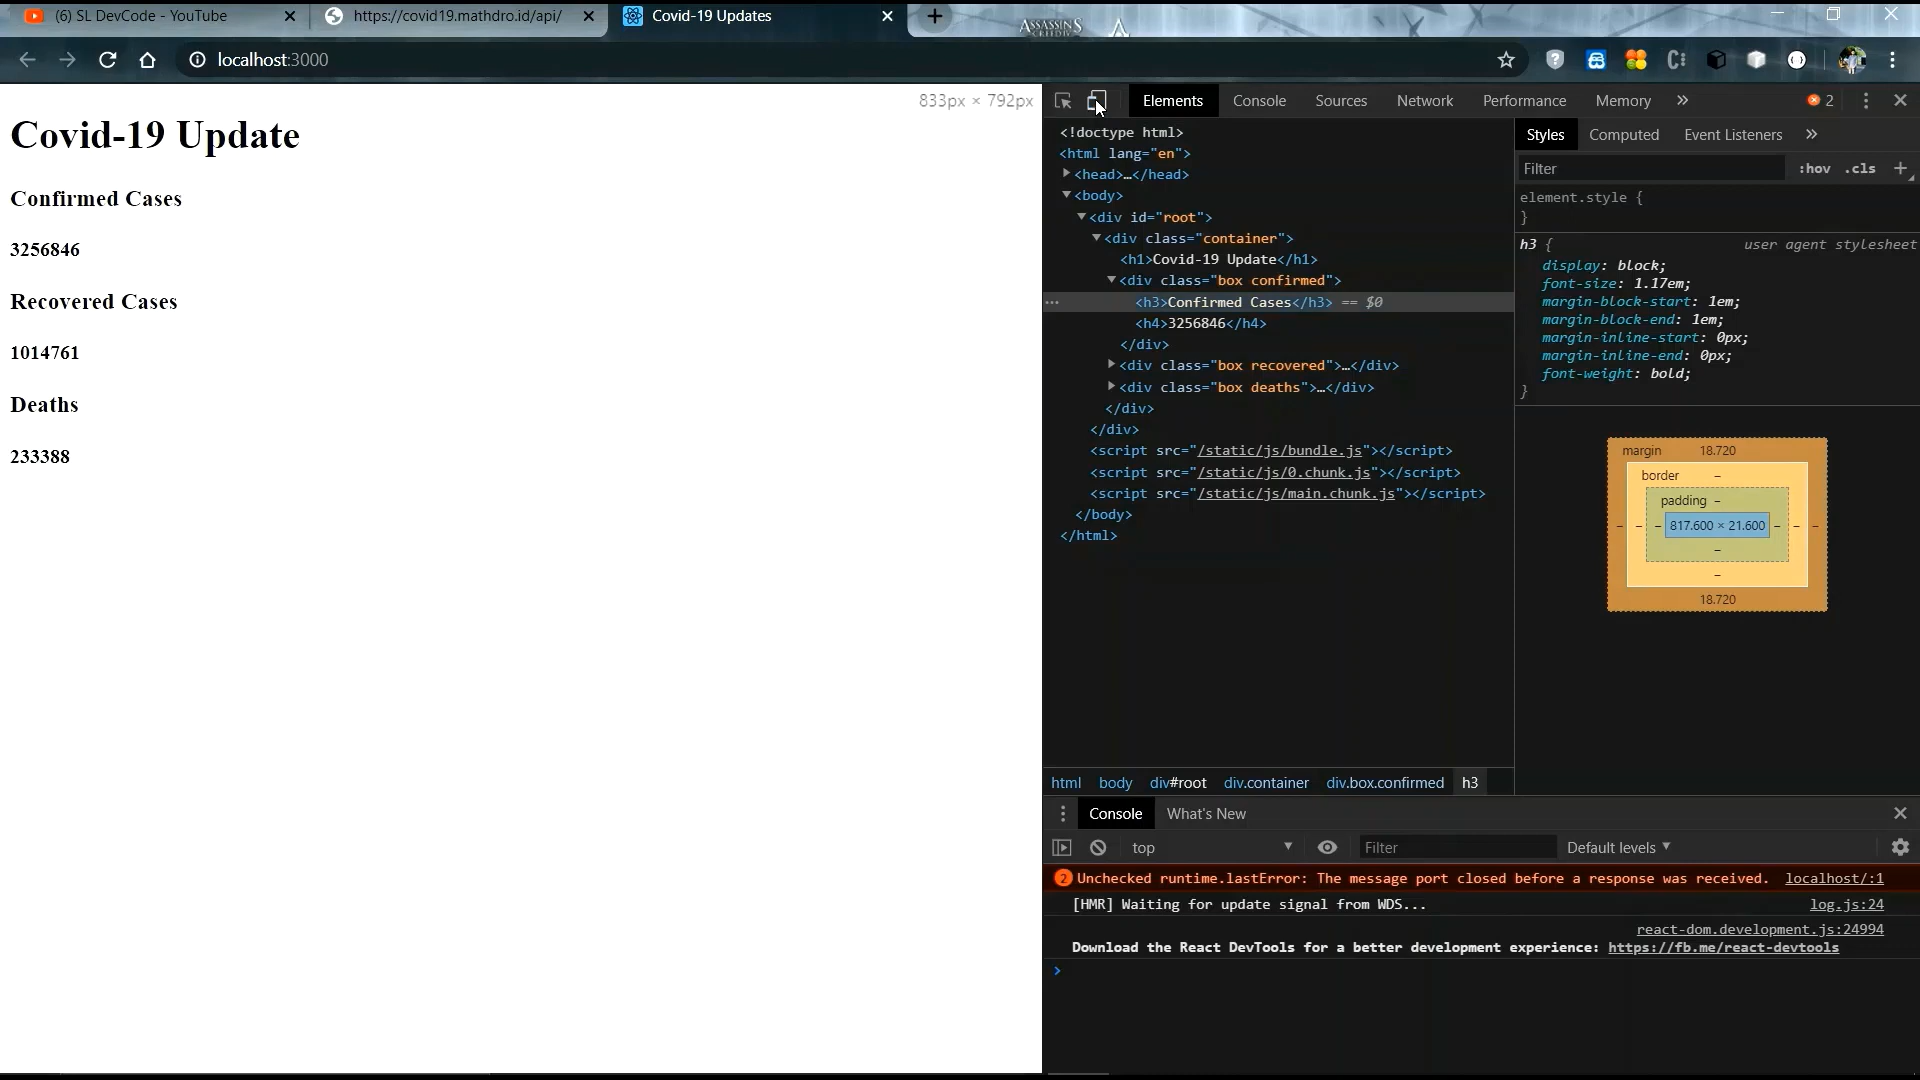 (6) SL DevCode - YouTube
https://covid19.mathdro.id/api/
Covid-19 Updates
ASSASSINS
localhost:3000
833px × 792px
Covid-19 Update
Confirmed Cases
3256846
Recovered Cases
1014761
Deaths
233388
Elements Console Sources Network Performance Memory » 2
<!doctype html>
<html lang="en">
<head>…</head>
<body>
<div id="root">
<div class="container">
<h1>Covid-19 Update</h1>
<div class="box confirmed">
… <h3>Confirmed Cases</h3> == $0
<h4>3256846</h4>
</div>
<div class="box recovered">…</div>
<div class="box deaths">…</div>
</div>
</div>
<script src="/static/js/bundle.js"></script>
<script src="/static/js/0.chunk.js"></script>
<script src="/static/js/main.chunk.js"></script>
</body>
</html>
html body div#root div.container div.box.confirmed h3
Styles Computed Event Listeners »
Filter :hov .cls +
element.style {
}
h3 { user agent stylesheet
display: block;
font-size: 1.17em;
margin-block-start: 1em;
margin-block-end: 1em;
margin-inline-start: 0px;
margin-inline-end: 0px;
font-weight: bold;
}
margin 18.720
border –
padding –
– – – 817.600 × 21.600 – – –
–
–
18.720
Console What's New
top Filter Default levels
2 Unchecked runtime.lastError: The message port closed before a response was received. localhost/:1
[HMR] Waiting for update signal from WDS... log.js:24
react-dom.development.js:24994
Download the React DevTools for a better development experience: https://fb.me/react-devtools